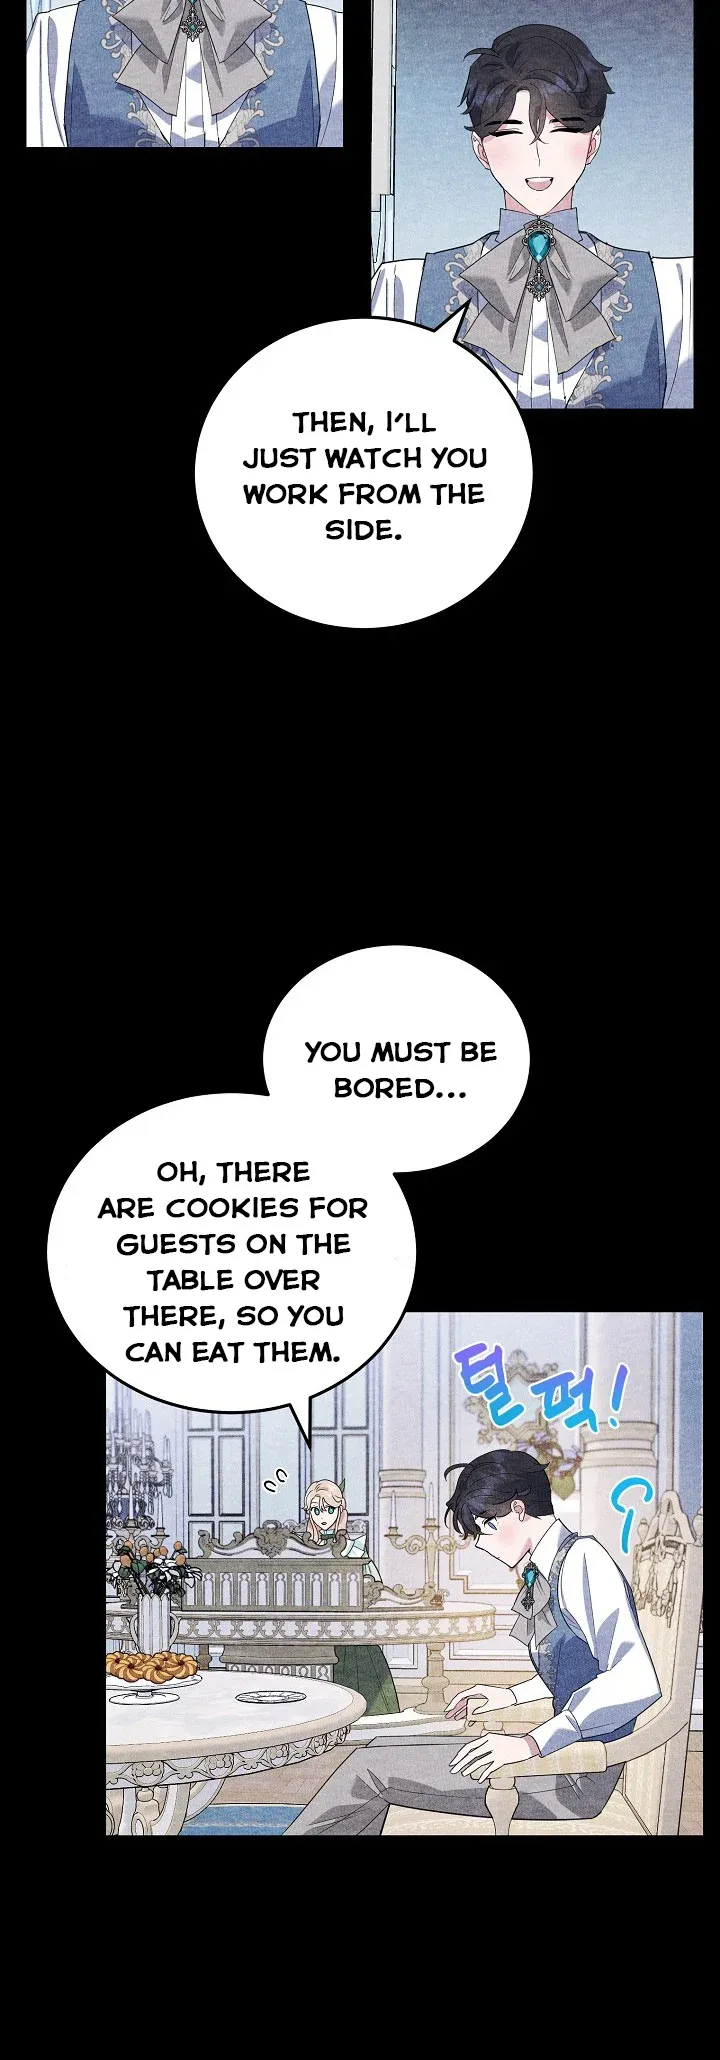 THEN, I'LL
JUST WATCH YOU
WORK FROM THE
SIDE.
YOU MUST BE
BORED...
OH, THERE
ARE COOKIES FOR
GUESTS ON THE
TABLE OVER
THERE, SO YOU
CAN EAT THEM.
털퍽!